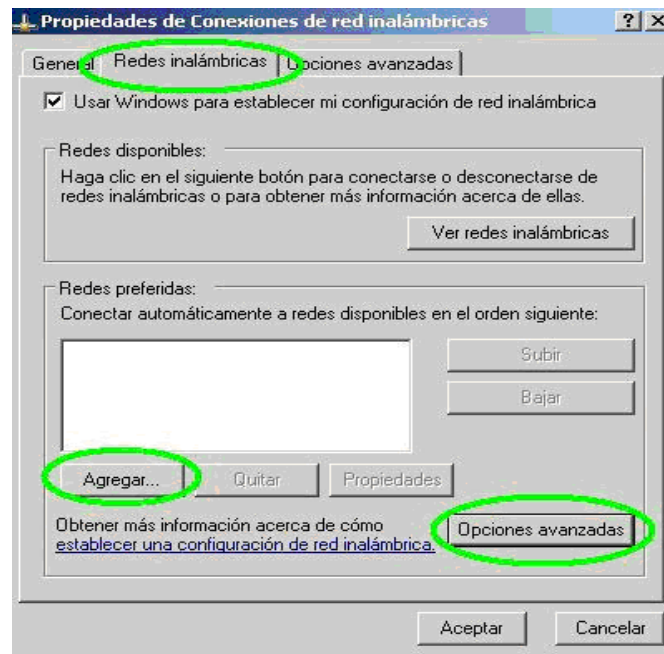 Propiedades de Conexiones de red inalámbricas
General
Redes inalámbricas
Opciones avanzadas
Usar Windows para establecer mi configuración de red inalámbrica
Redes disponibles:
Haga clic en el siguiente botón para conectarse o desconectarse de
redes inalámbricas o para obtener más información acerca de ellas.
Ver redes inalámbricas
Redes preferidas:
Conectar automáticamente a redes disponibles en el orden siguiente:
Subir
Bajar
Agregar...
Quitar
Propiedades
Obtener más información acerca de cómo
establecer una configuración de red inalámbrica.
Opciones avanzadas
Aceptar
Cancelar